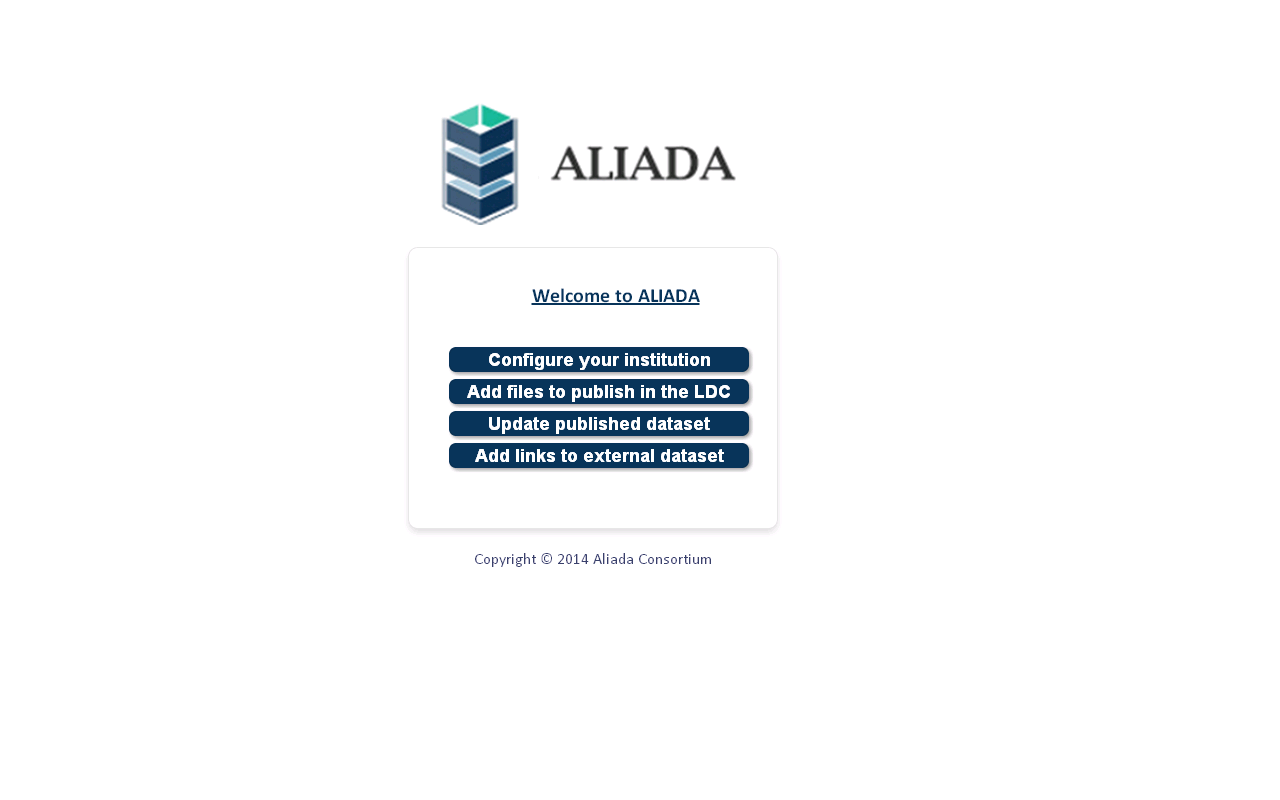 ALIADA
Welcome to ALIADA
Configure your institution
Add files to publish in the LDC
Update published dataset
Add links to external dataset
Copyright © 2014 Aliada Consortium